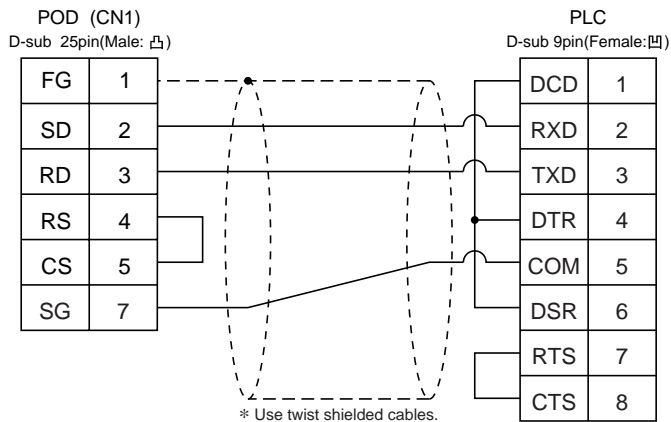 POD (CN1)
D-sub 25pin(Male: 凸)
FG 1
SD 2
RD 3
RS 4
CS 5
SG 7
PLC
D-sub 9pin(Female:凹)
DCD 1
RXD 2
TXD 3
DTR 4
COM 5
DSR 6
RTS 7
CTS 8
* Use twist shielded cables.